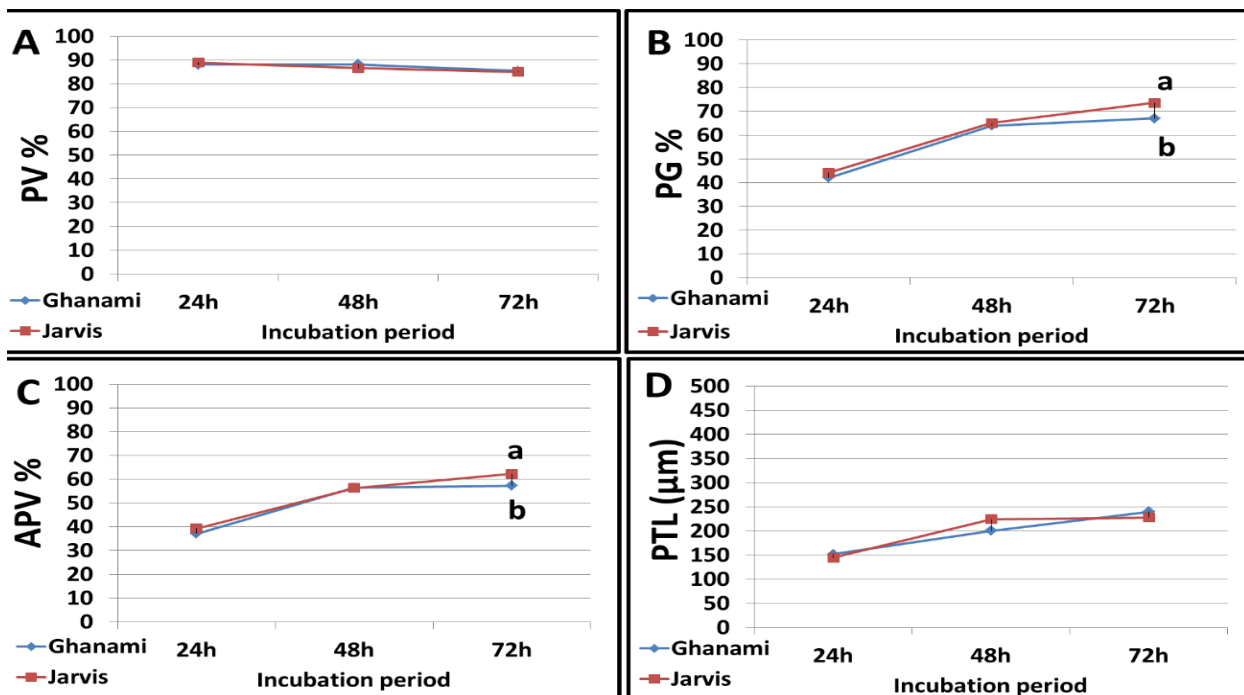 A
PV %
100
90
80
70
60
50
40
30
20
10
0
24h 48h 72h
Incubation period
Ghanami
Jarvis
B
PG %
100
90
80
70
60
50
40
30
20
10
0
a
b
24h 48h 72h
Incubation period
Ghanami
Jarvis
C
APV %
100
90
80
70
60
50
40
30
20
10
0
a
b
24h 48h 72h
Incubation period
Ghanami
Jarvis
D
PTL (µm)
500
450
400
350
300
250
200
150
100
50
0
24h 48h 72h
Incubation period
Ghanami
Jarvis